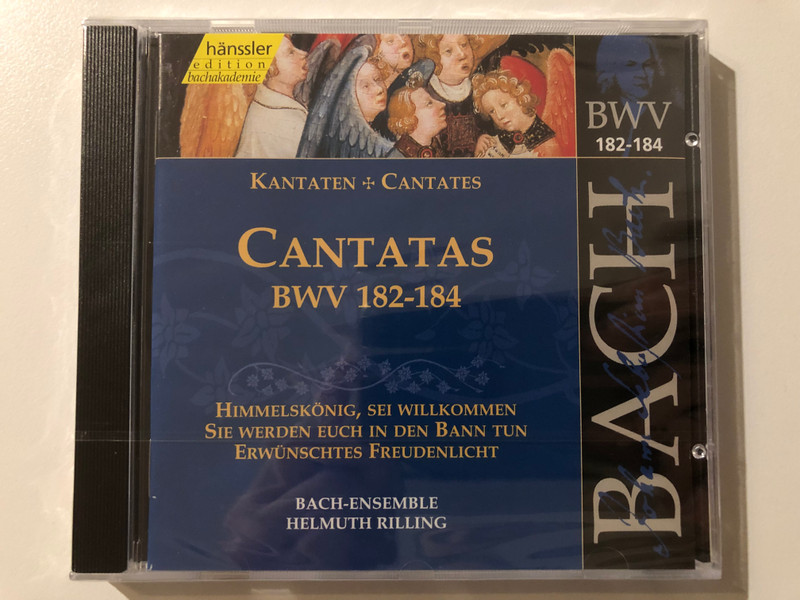 hänssler
edition
bachakademie
BWV
182-184
KANTATEN ✢ CANTATES
CANTATAS
BWV 182-184
HIMMELSKÖNIG, SEI WILLKOMMEN
SIE WERDEN EUCH IN DEN BANN TUN
ERWÜNSCHTES FREUDENLICHT
BACH-ENSEMBLE
HELMUTH RILLING
BACH